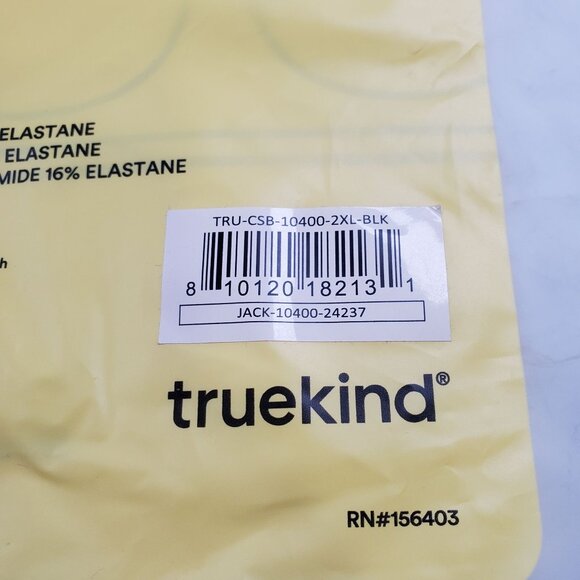 ELASTANE
ELASTANE
MIDE 16% ELASTANE
h
TRU-CSB-10400-2XL-BLK
8 10120 18213 1
JACK-10400-24237
truekind®
RN#156403